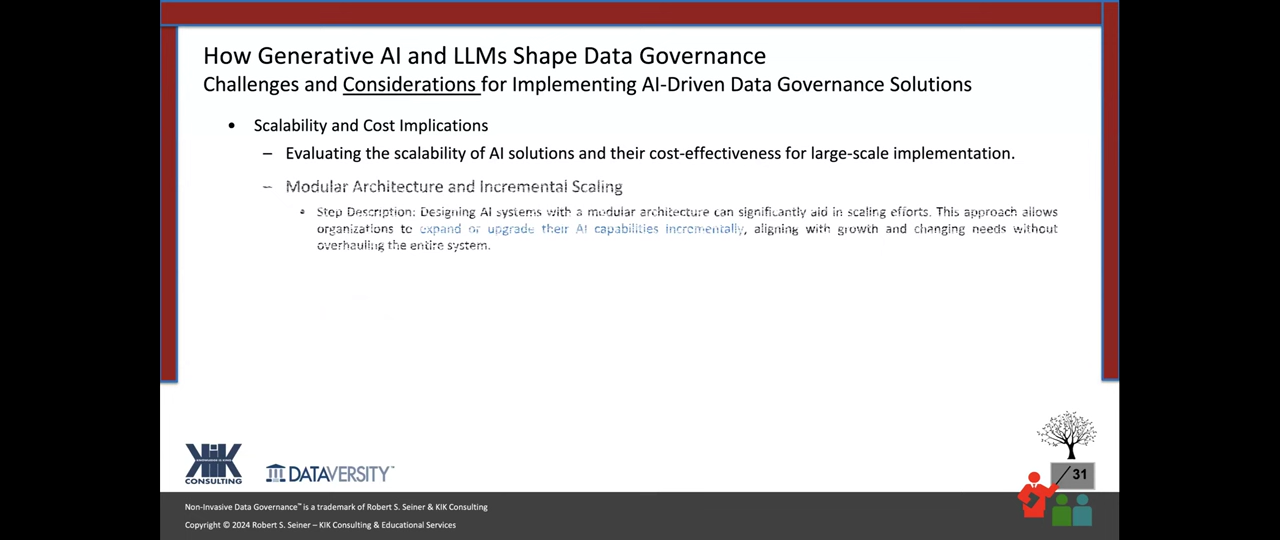 How Generative AI and LLMs Shape Data Governance
Challenges and Considerations for Implementing AI-Driven Data Governance Solutions
• Scalability and Cost Implications
– Evaluating the scalability of AI solutions and their cost-effectiveness for large-scale implementation.
– Modular Architecture and Incremental Scaling
• Step Description: Designing AI systems with a modular architecture can significantly aid in scaling efforts. This approach allows
organizations to expand or upgrade their AI capabilities incrementally, aligning with growth and changing needs without
overhauling the entire system.
KIK
CONSULTING
DATAVERSITY™
31
Non-Invasive Data Governance™ is a trademark of Robert S. Seiner & KIK Consulting
Copyright © 2024 Robert S. Seiner – KIK Consulting & Educational Services